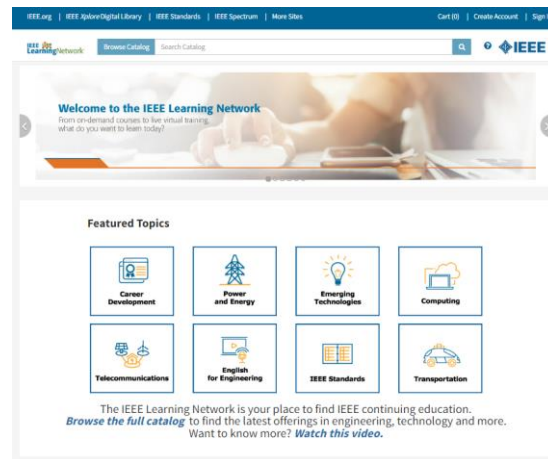 IEEE.org | IEEE Xplore Digital Library | IEEE Standards | IEEE Spectrum | More Sites
Cart (0) | Create Account | Sign
IEEE
LearningNetwork
Browse Catalog
Search Catalog
IEEE
Welcome to the IEEE Learning Network
From on-demand courses to live virtual training,
what do you want to learn today?
Featured Topics
Career
Development
Power
and Energy
Emerging
Technologies
Computing
Telecommunications
English
for Engineering
IEEE Standards
Transportation
The IEEE Learning Network is your place to find IEEE continuing education.
Browse the full catalog to find the latest offerings in engineering, technology and more.
Want to know more? Watch this video.